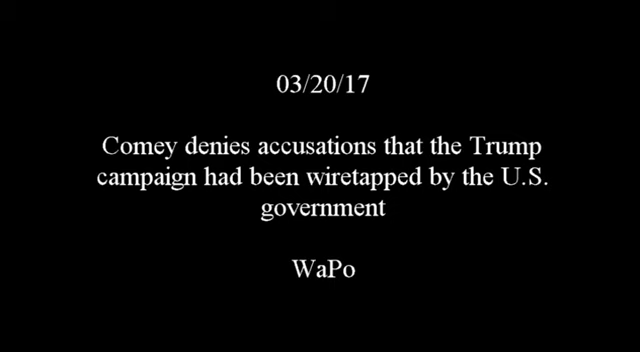 03/20/17
Comey denies accusations that the Trump
campaign had been wiretapped by the U.S.
government
WaPo